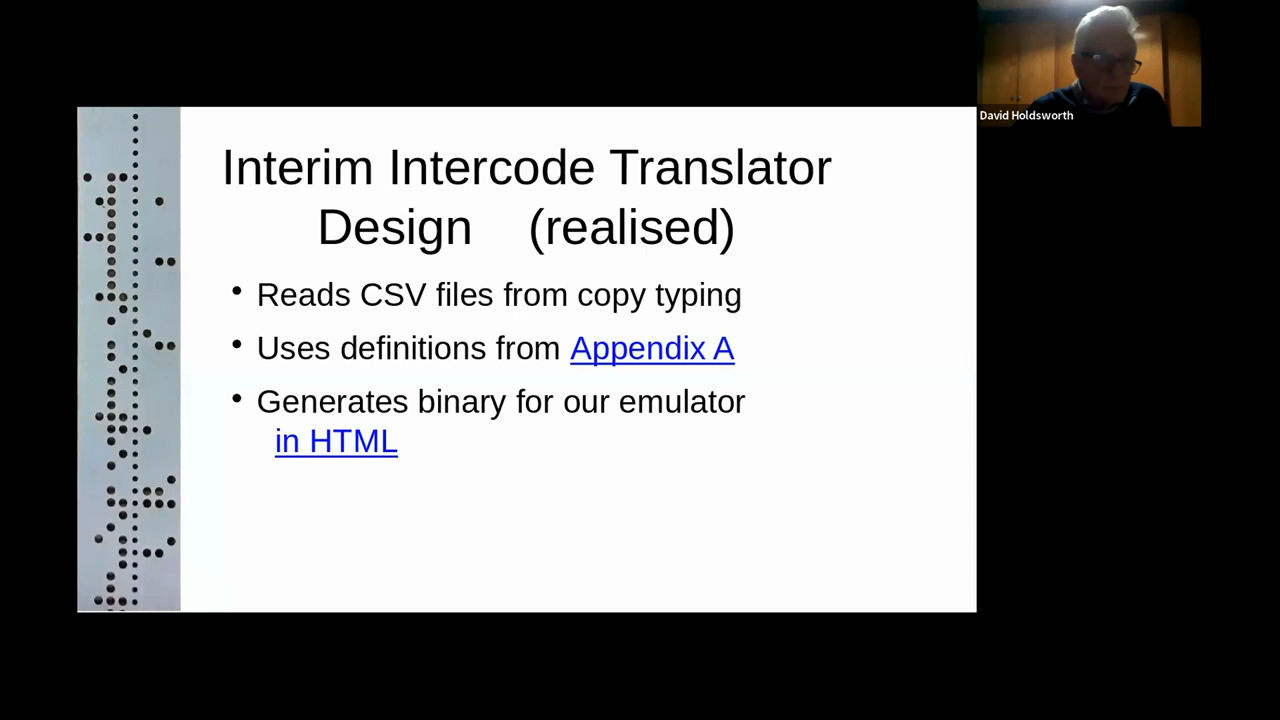 David Holdsworth
Interim Intercode Translator
Design (realised)
• Reads CSV files from copy typing
• Uses definitions from Appendix A
• Generates binary for our emulator
in HTML